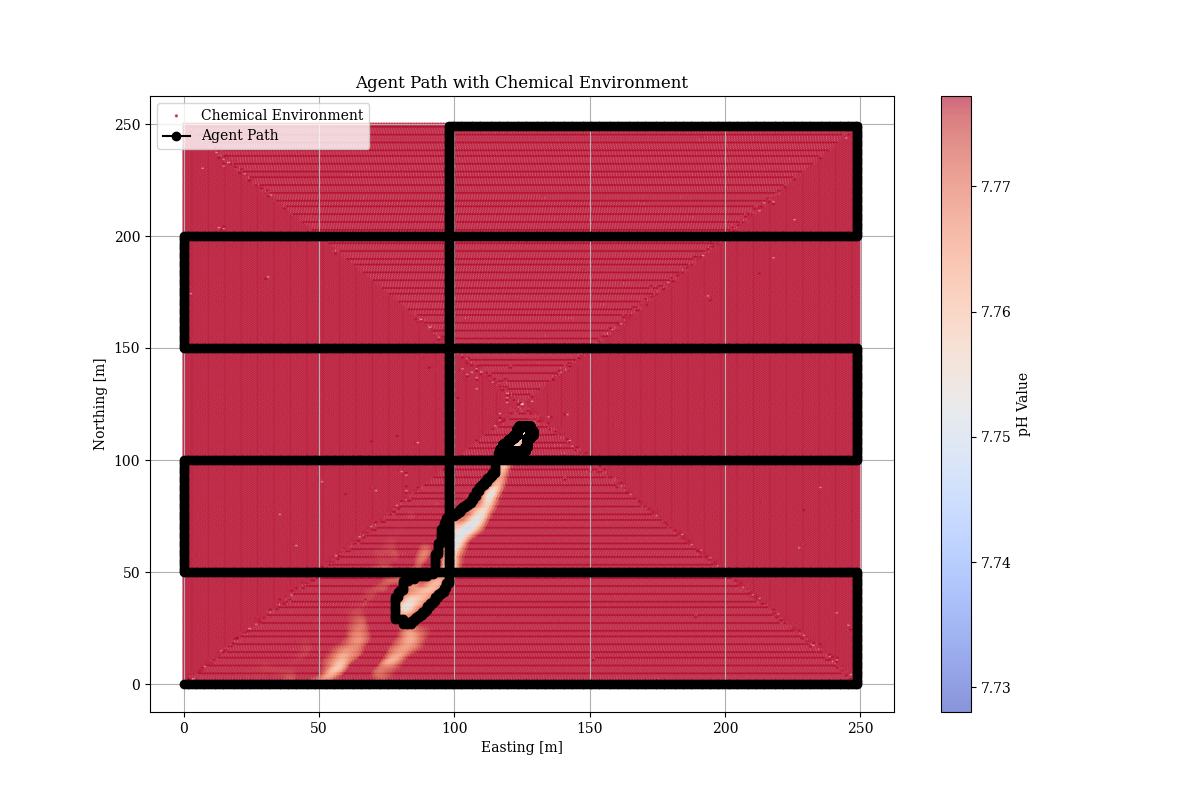 Agent Path with Chemical Environment
Chemical Environment
Agent Path
250
200
150
100
50
0
Northing [m]
0 50 100 150 200 250
Easting [m]
7.77
7.76
7.75
7.74
7.73
pH Value